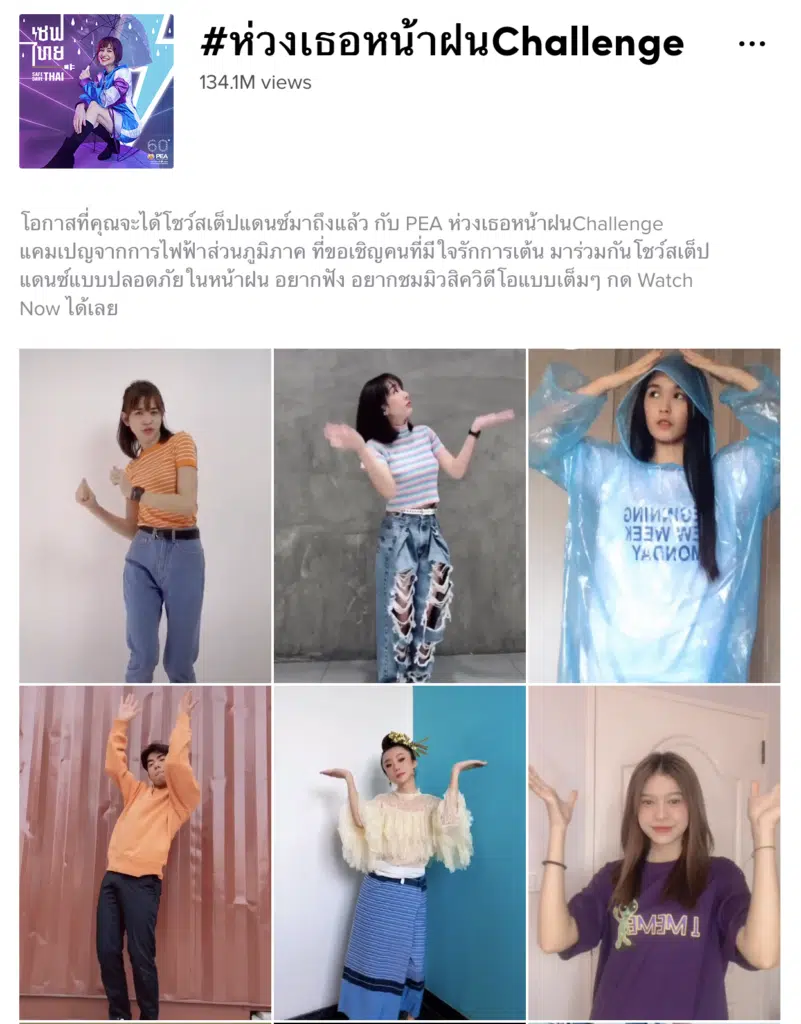 เซฟ
ไทย
SAFE
SAVE THAI
60
PEA
#ห่วงเธอหน้าฝนChallenge
134.1M views
โอกาสที่คุณจะได้โชว์สเต็ปแดนซ์มาถึงแล้ว กับ PEA ห่วงเธอหน้าฝนChallenge
แคมเปญจากการไฟฟ้าส่วนภูมิภาค ที่ขอเชิญคนที่มีใจรักการเต้น มาร่วมกันโชว์สเต็ป
แดนซ์แบบปลอดภัยในหน้าฝน อยากฟัง อยากชมมิวสิควิดีโอแบบเต็มๆ กด Watch
Now ได้เลย
NEW WEEK
MONDAY